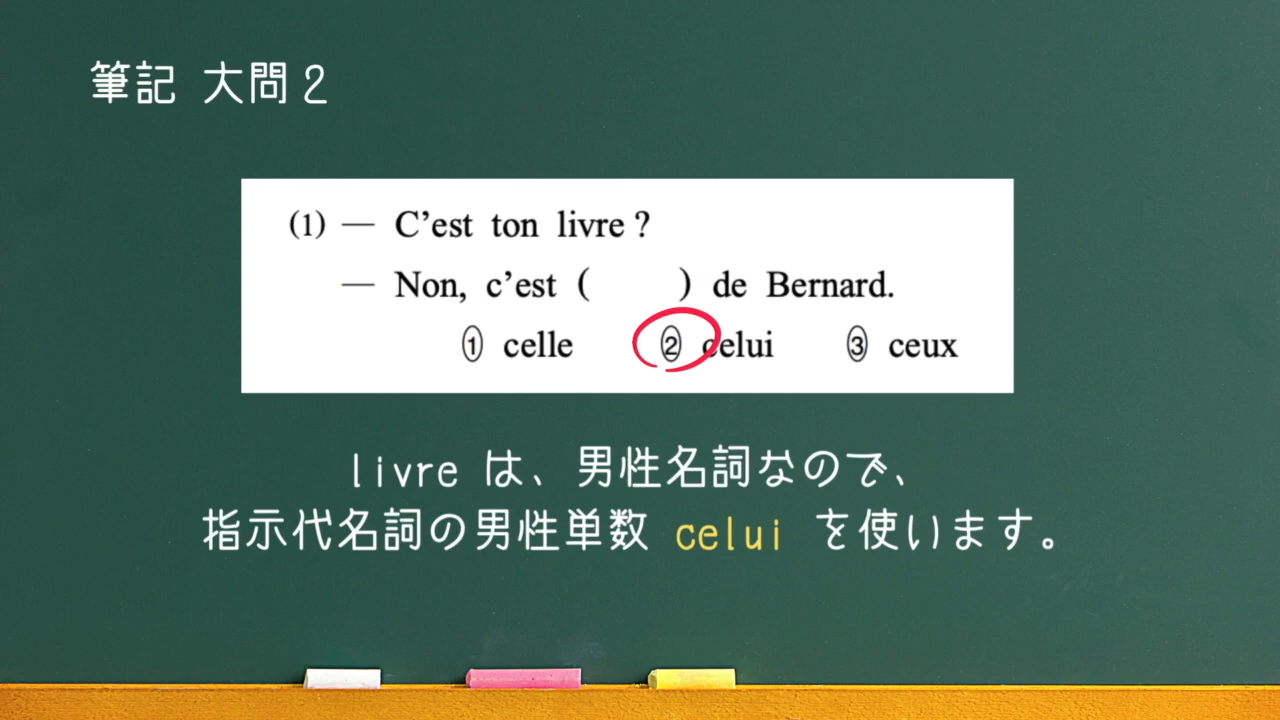 筆記 大問2
(1) — C'est ton livre ?
— Non, c'est (　　) de Bernard.
① celle ② celui ③ ceux
livre は、男性名詞なので、
指示代名詞の男性単数 celui を使います。